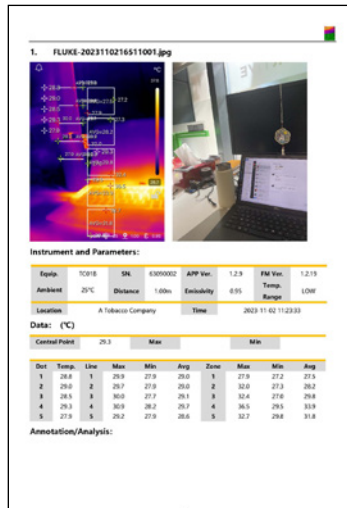 1. FLUKE-2023110216511001.jpg
Instrument and Parameters:
Equip. TC01B SN. 63090002 APP Ver. 1.2.9 FM Ver. 1.2.19
Ambient 25℃ Distance 1.00m Emissivity 0.95 Temp. Range LOW
Location A Tobacco Company Time 2023-11-02 11:23:33
Data: (℃)
Central Point 29.3 Max Min
Dot Temp. Line Max Min Avg Zone Max Min Avg
1 28.8 1 29.9 27.9 29.0 1 27.9 27.2 27.5
2 29.0 2 29.7 27.9 29.0 2 32.0 27.3 28.2
3 28.5 3 30.0 27.7 29.1 3 32.4 27.0 29.8
4 29.3 4 30.9 28.2 29.7 4 36.5 29.5 33.9
5 27.9 5 29.2 27.9 28.6 5 32.7 29.8 31.8
Annotation/Analysis: